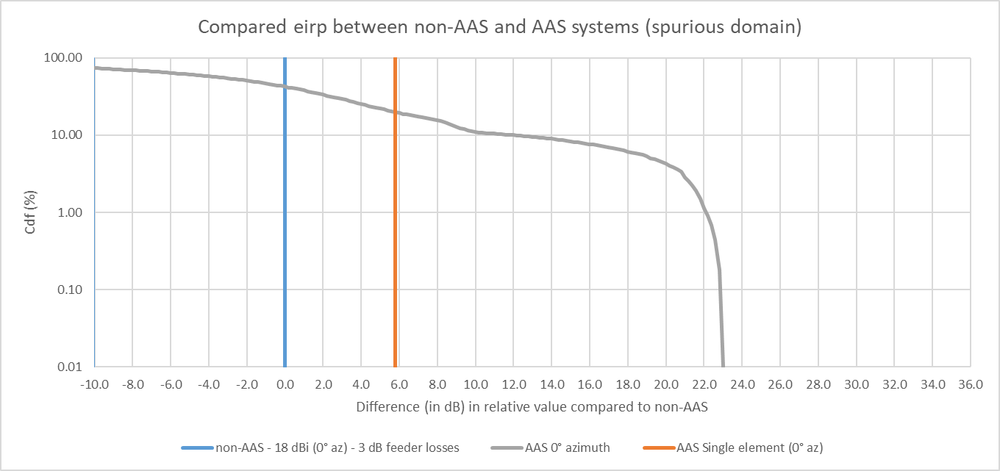 Compared eirp between non-AAS and AAS systems (spurious domain)
100.00
10.00
1.00
0.10
0.01
Cdf (%)
-10.0 -8.0 -6.0 -4.0 -2.0 0.0 2.0 4.0 6.0 8.0 10.0 12.0 14.0 16.0 18.0 20.0 22.0 24.0 26.0 28.0 30.0 32.0 34.0 36.0
Difference (in dB) in relative value compared to non-AAS
non-AAS - 18 dBi (0° az) - 3 dB feeder losses AAS 0° azimuth AAS Single element (0° az)